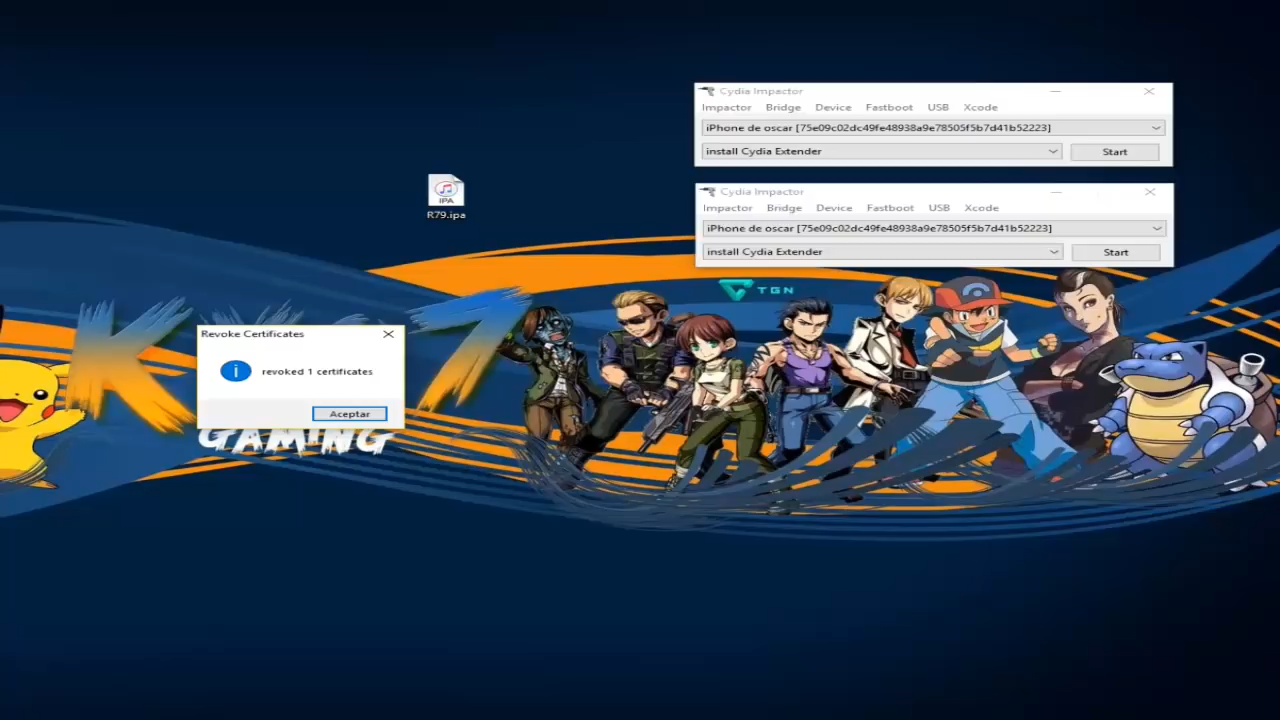 Cydia Impactor
Impactor Bridge Device Fastboot USB Xcode
iPhone de oscar [75e09c02dc49fe48938a9e78505f5b7d41b52223]
install Cydia Extender
Start
IPA
R79.ipa
Cydia Impactor
Impactor Bridge Device Fastboot USB Xcode
iPhone de oscar [75e09c02dc49fe48938a9e78505f5b7d41b52223]
install Cydia Extender
Start
TGN
Revoke Certificates
revoked 1 certificates
Aceptar
GAMING